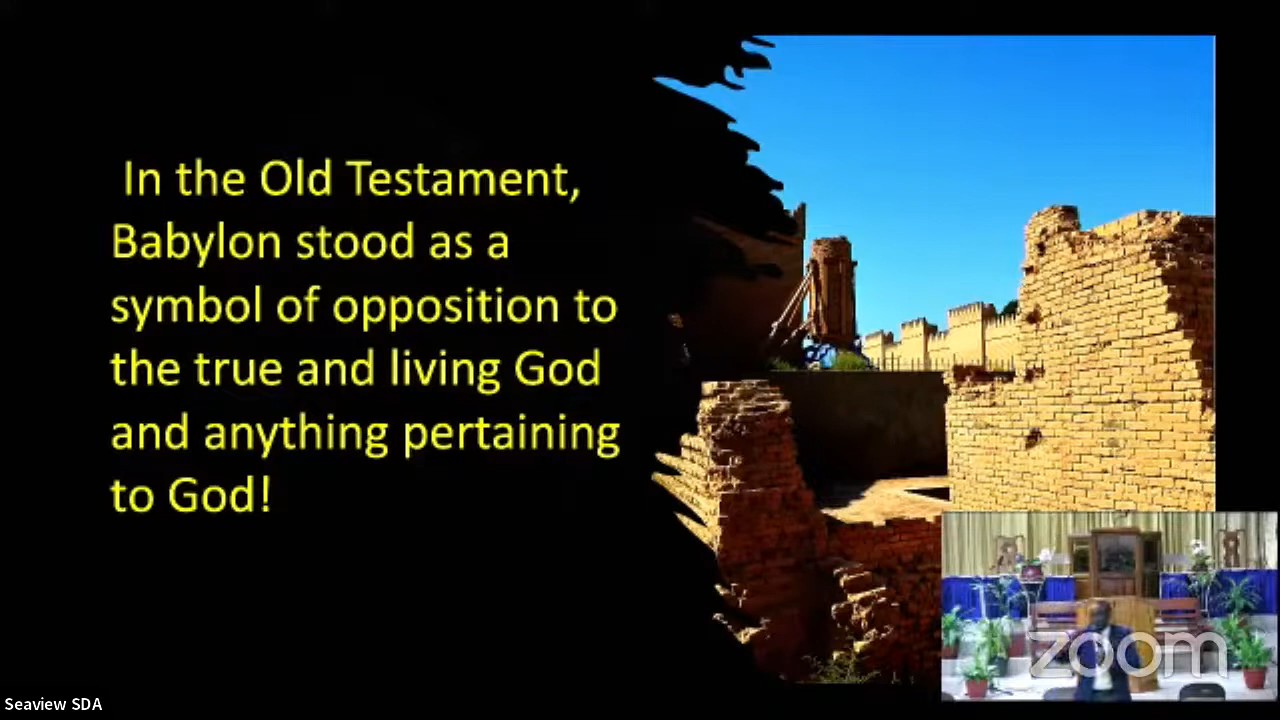 In the Old Testament,
Babylon stood as a
symbol of opposition to
the true and living God
and anything pertaining
to God!
zoom
Seaview SDA